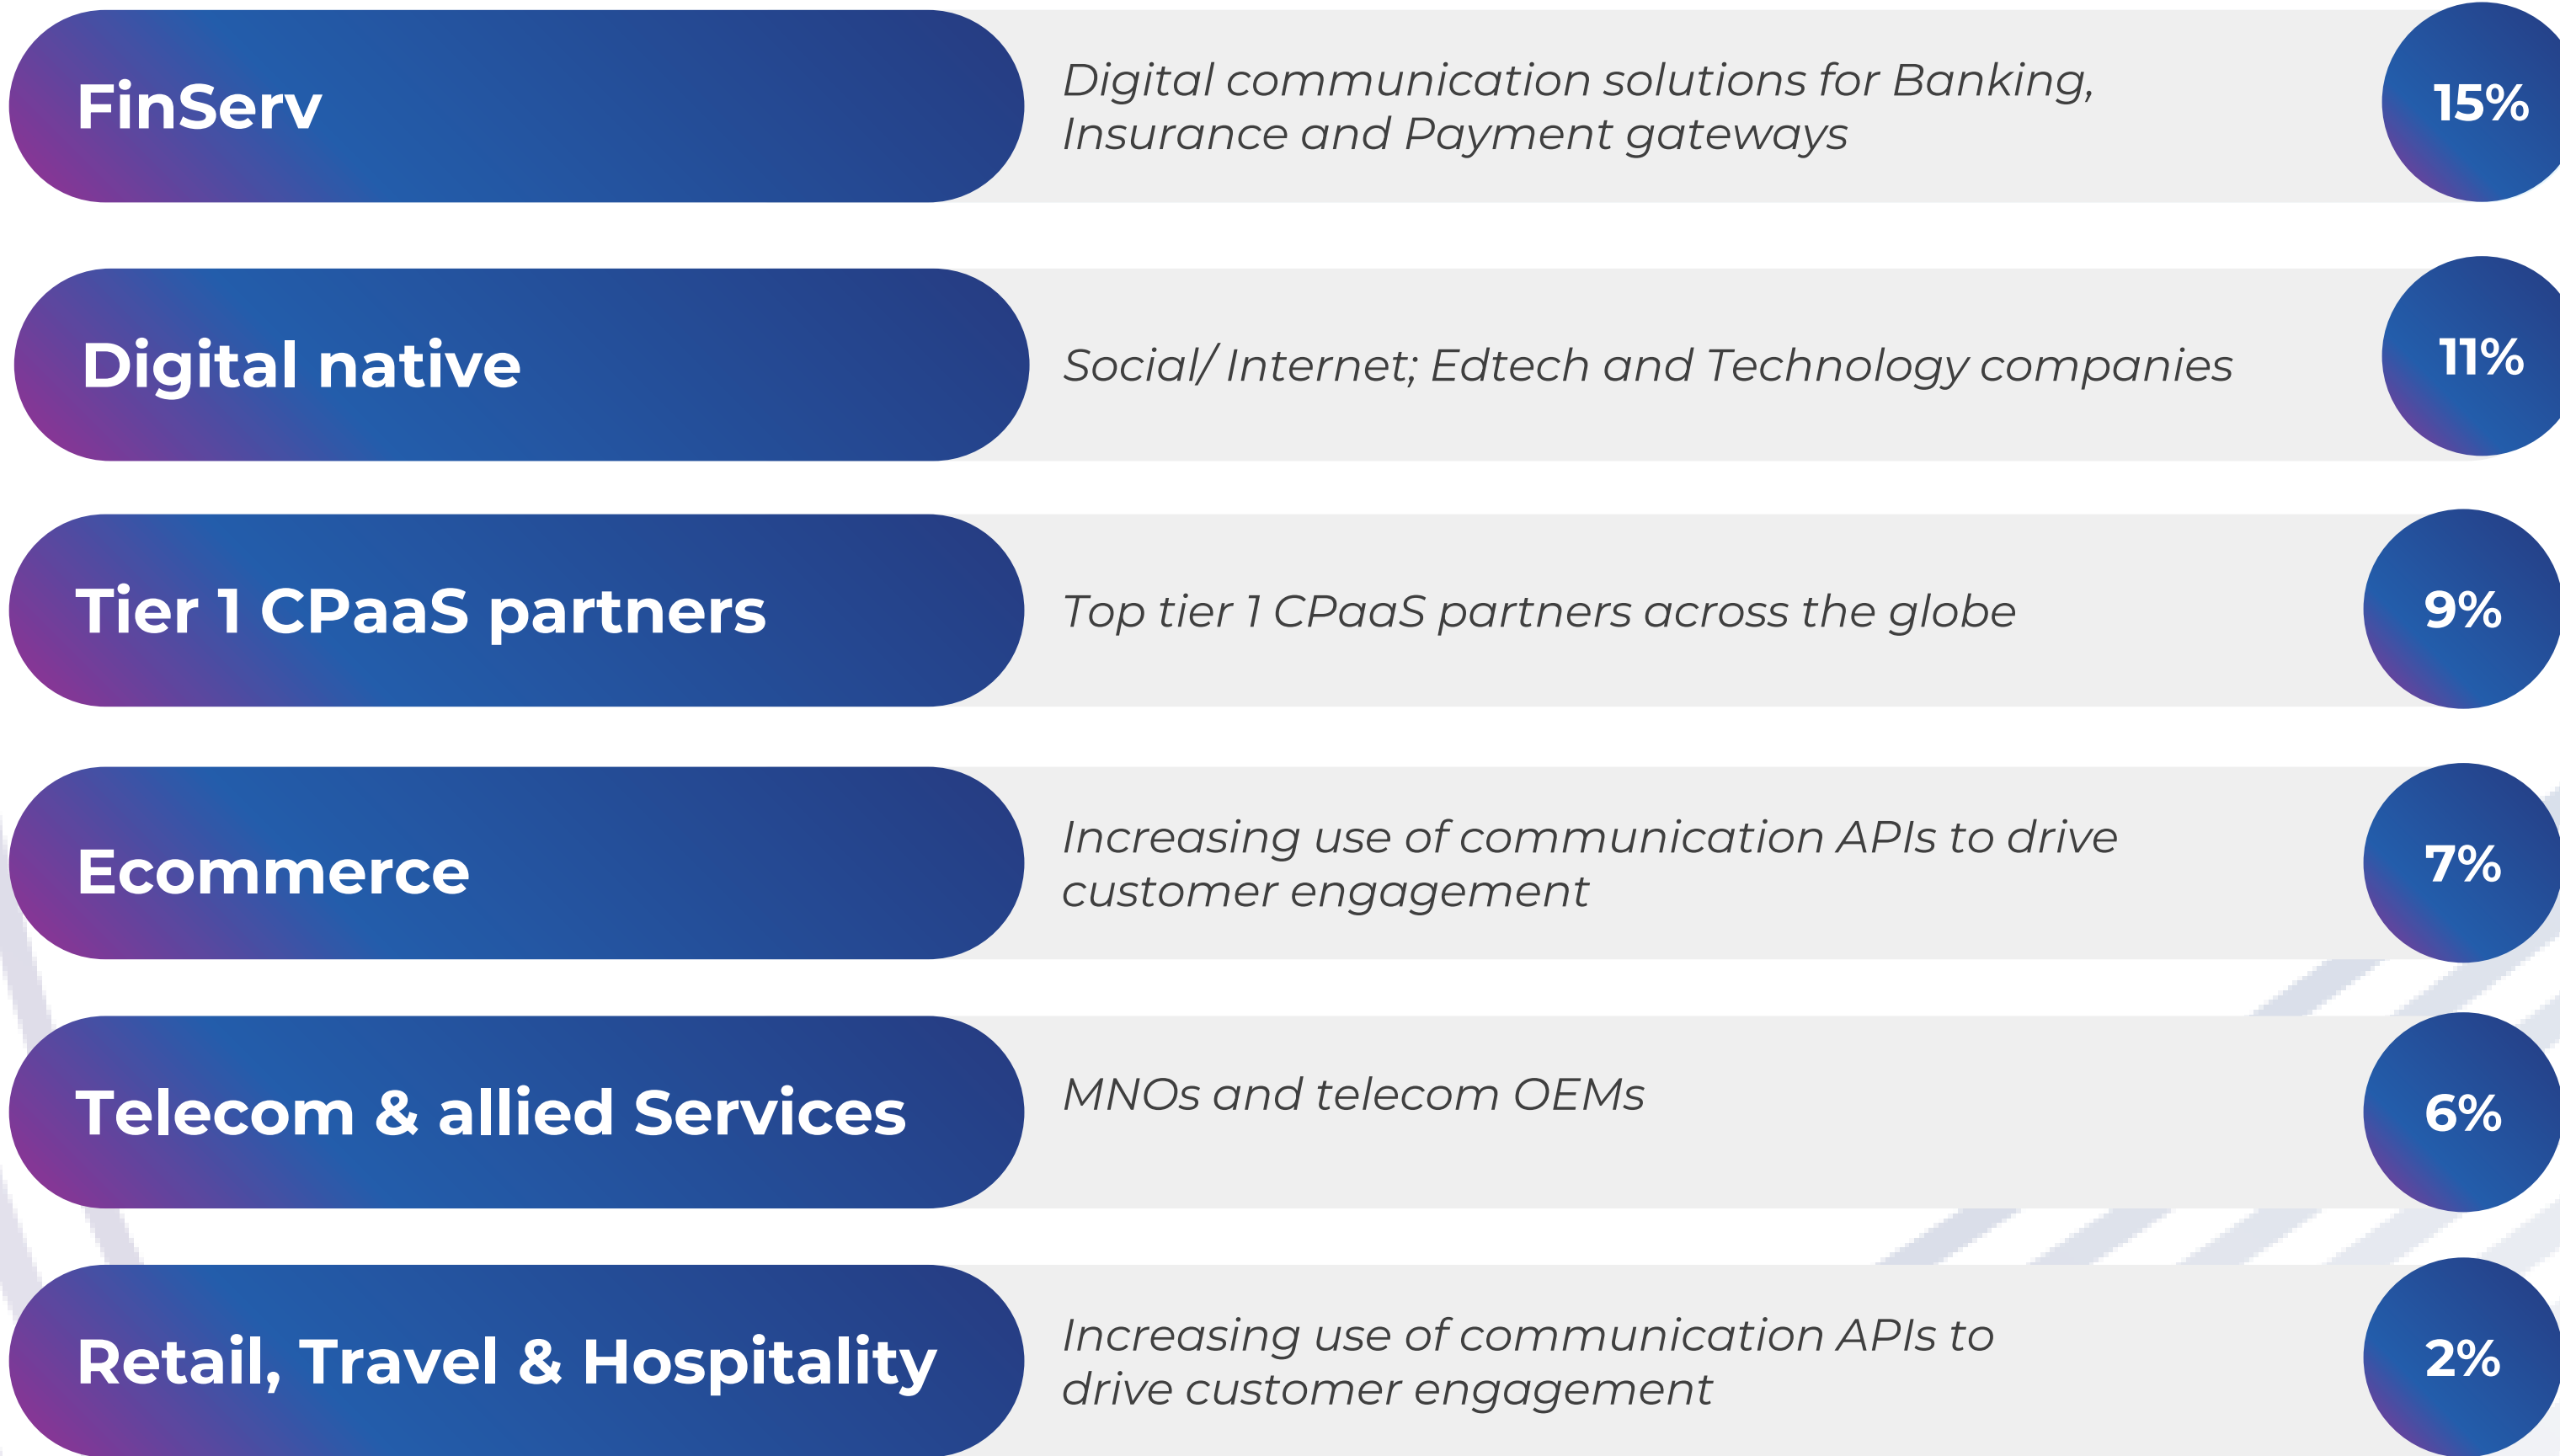 FinServ
Digital communication solutions for Banking,
Insurance and Payment gateways
15%
Digital native
Social/ Internet; Edtech and Technology companies
11%
Tier 1 CPaaS partners
Top tier 1 CPaaS partners across the globe
9%
Ecommerce
Increasing use of communication APIs to drive
customer engagement
7%
Telecom & allied Services
MNOs and telecom OEMs
6%
Retail, Travel & Hospitality
Increasing use of communication APIs to
drive customer engagement
2%